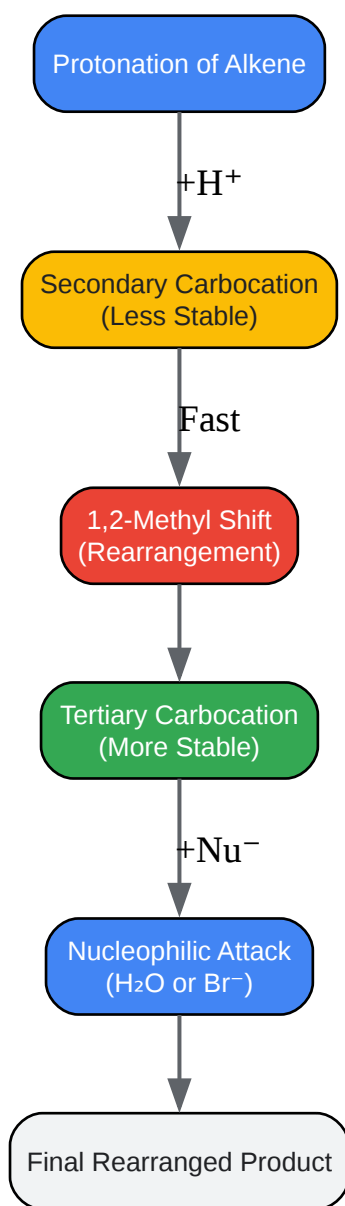 Protonation of Alkene
+H⁺
Secondary Carbocation
(Less Stable)
Fast
1,2-Methyl Shift
(Rearrangement)
Tertiary Carbocation
(More Stable)
+Nu⁻
Nucleophilic Attack
(H₂O or Br⁻)
Final Rearranged Product